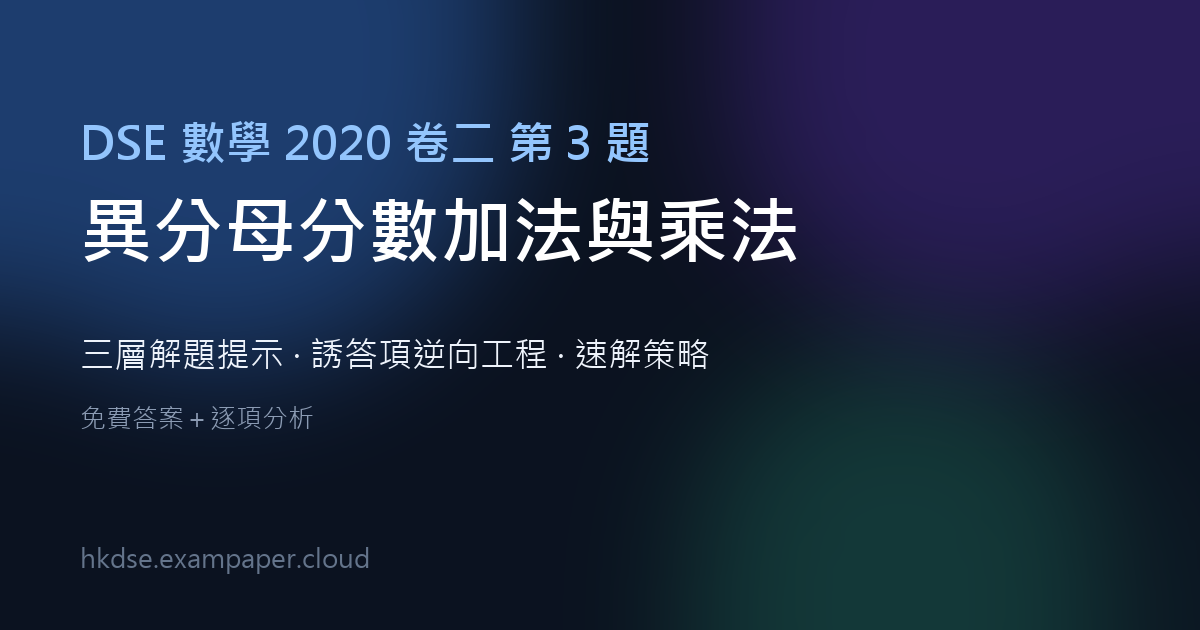 DSE 數學 2020 卷二 第 3 題
異分母分數加法與乘法
三層解題提示 · 誘答項逆向工程 · 速解策略
免費答案 + 逐項分析
hkdse.exampaper.cloud